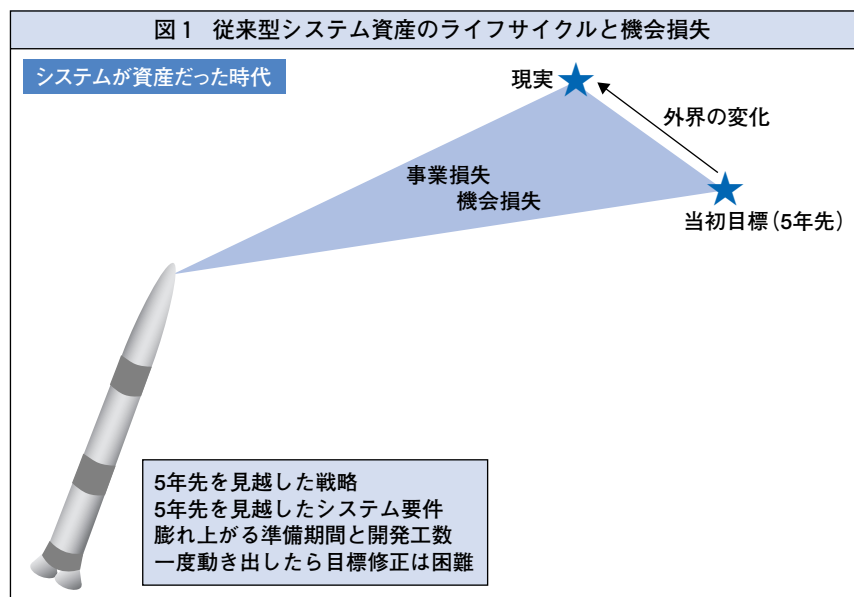 図1 従来型システム資産のライフサイクルと機会損失
システムが資産だった時代
現実
外界の変化
事業損失
機会損失
当初目標（5年先）
5年先を見越した戦略
5年先を見越したシステム要件
膨れ上がる準備期間と開発工数
一度動き出したら目標修正は困難